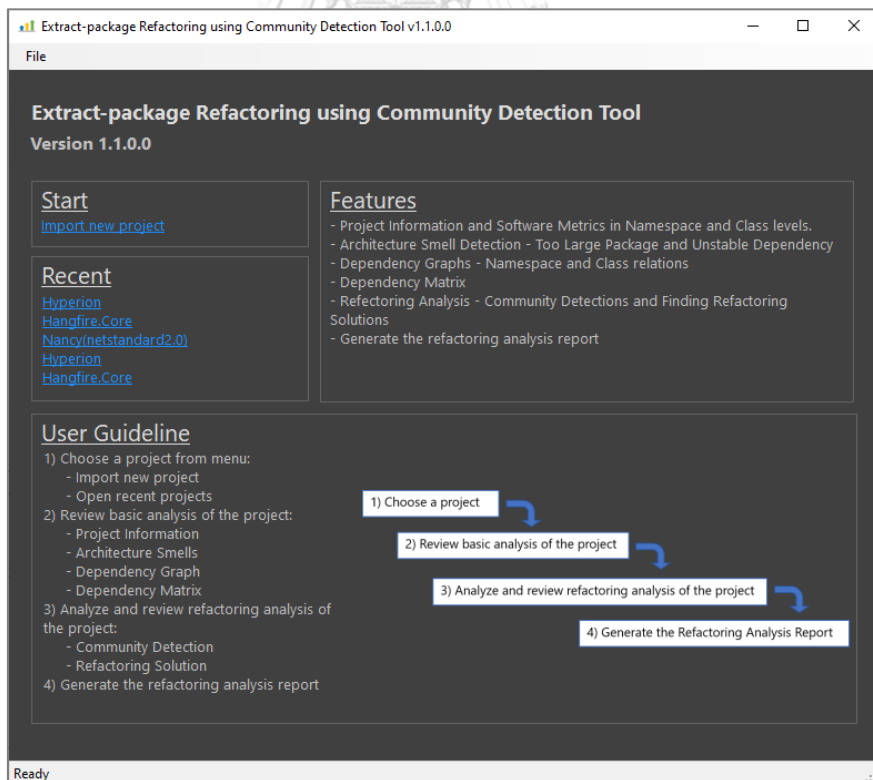 Extract-package Refactoring using Community Detection Tool v1.1.0.0
File
Extract-package Refactoring using Community Detection Tool
Version 1.1.0.0
Start
Import new project
Recent
Hyperion
Hangfire.Core
Nancy(netstandard2.0)
Hyperion
Hangfire.Core
Features
- Project Information and Software Metrics in Namespace and Class levels.
- Architecture Smell Detection - Too Large Package and Unstable Dependency
- Dependency Graphs - Namespace and Class relations
- Dependency Matrix
- Refectoring Analysis - Community Detections and Finding Refactoring
Solutions
- Generate the refactoring analysis report
User Guideline
1) Choose a project from menu:
- Import new project
- Open recent projects
2) Review basic analysis of the project:
- Project Information
- Architecture Smells
- Dependency Graph
- Dependency Matrix
3) Analyze and review refactoring analysis of
the project:
- Community Detection
- Refactoring Solution
4) Generate the refactoring analysis report
1) Choose a project
2) Review basic analysis of the project
3) Analyze and review refactoring analysis of the project
4) Generate the Refactoring Analysis Report
Ready